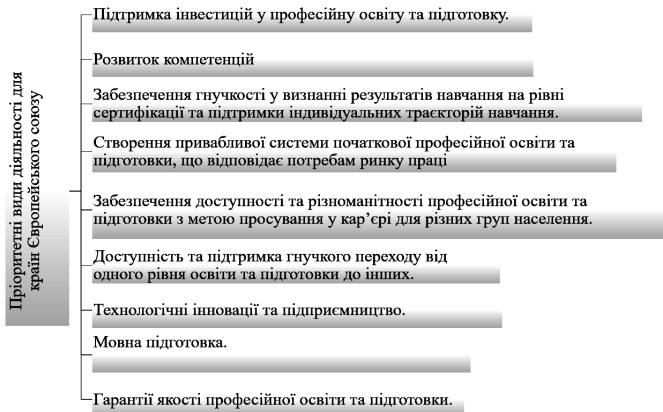 Пріоритетні види діяльності для
країн Європейського союзу
Підтримка інвестицій у професійну освіту та підготовку.
Розвиток компетенцій
Забезпечення гнучкості у визнанні результатів навчання на рівні
сертифікації та підтримки індивідуальних траєкторій навчання.
Створення привабливої системи початкової професійної освіти та
підготовки, що відповідає потребам ринку праці
Забезпечення доступності та різноманітності професійної освіти та
підготовки з метою просування у кар’єрі для різних груп населення.
Доступність та підтримка гнучкого переходу від
одного рівня освіти та підготовки до інших.
Технологічні інновації та підприємництво.
Мовна підготовка.
Гарантії якості професійної освіти та підготовки.